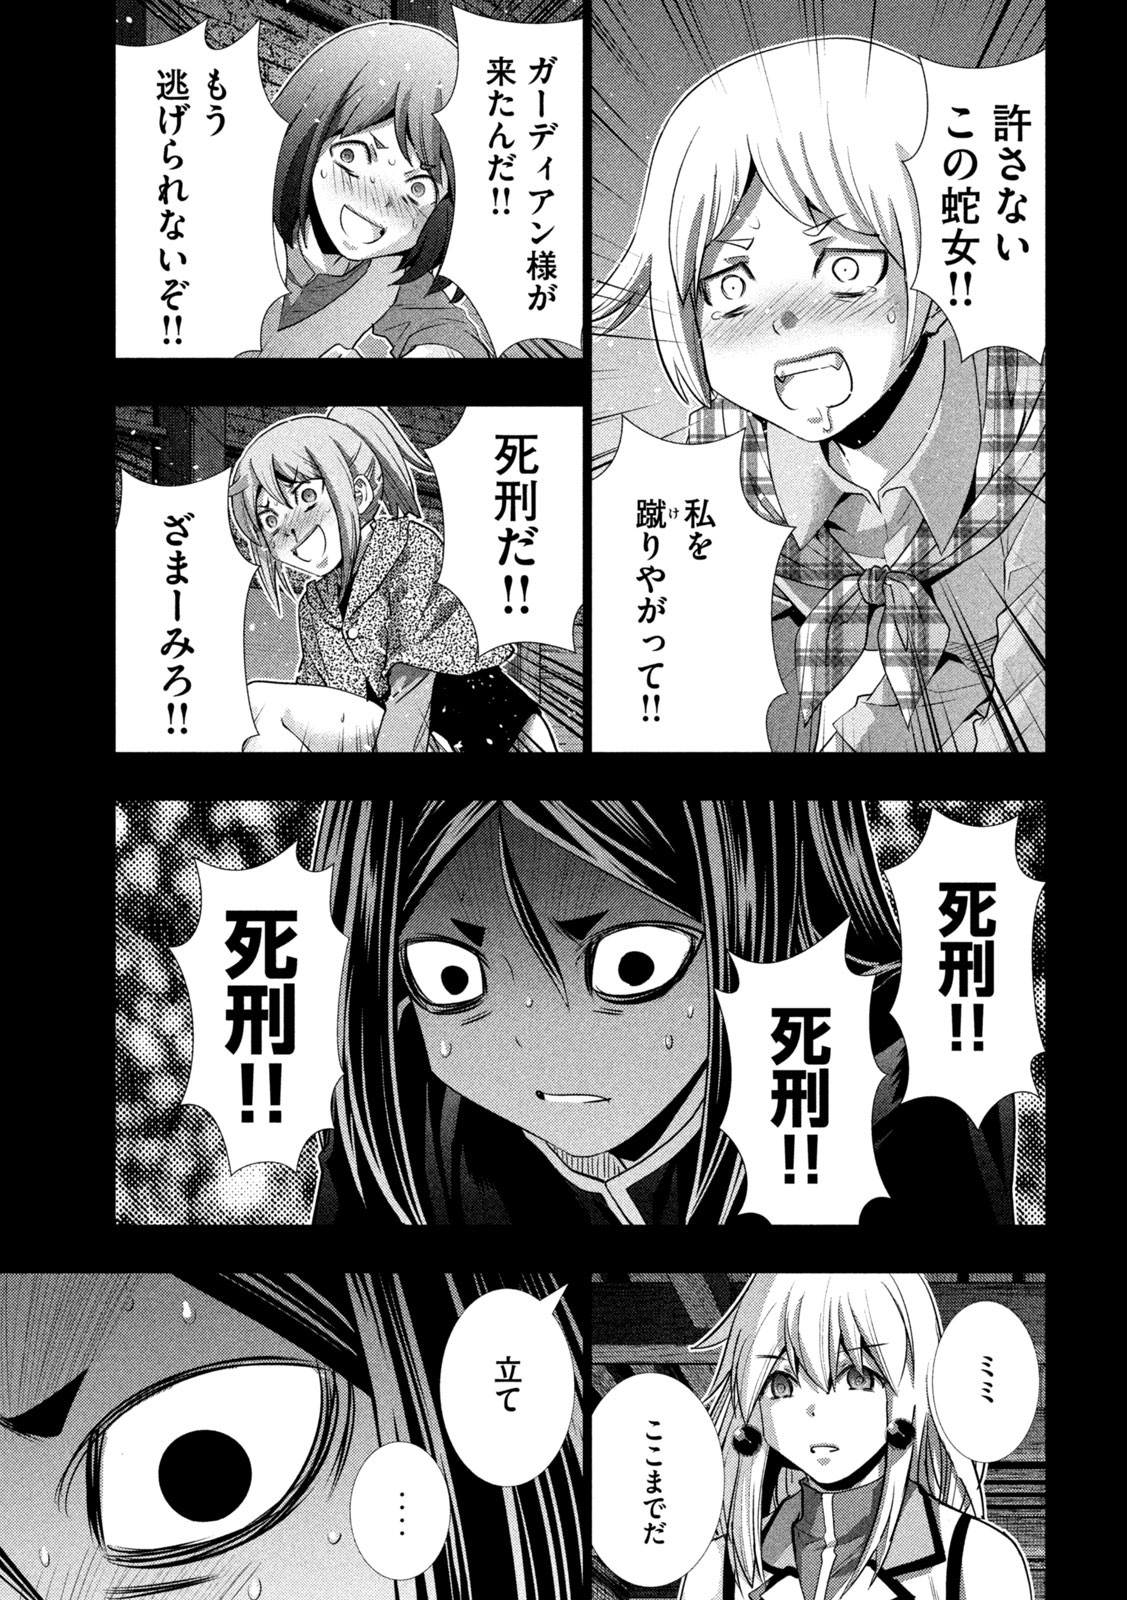 許さない
この蛇女!!
私を
蹴りやがって!!
け
ガーディアン様が
来たんだ!!
もう
逃げられないぞ!!
死刑だ!!
ざまーみろ!!
死刑!!
死刑!!
死刑!!
ミミ
ここまでだ
立て
…